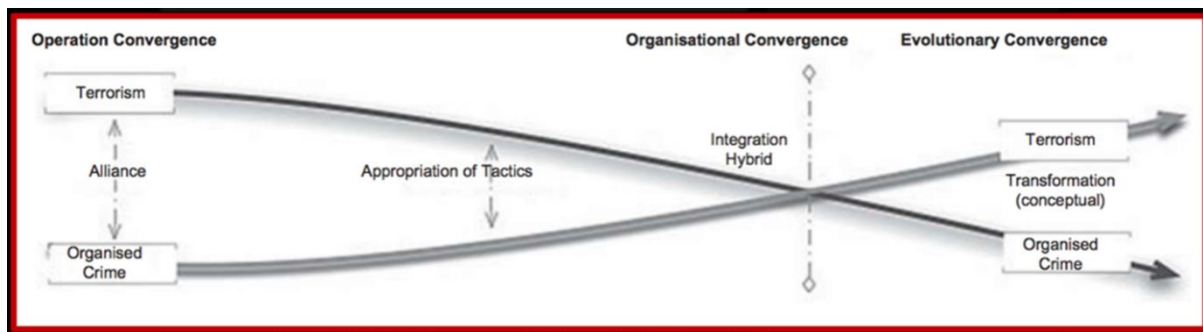 Operation Convergence
Organisational Convergence
Evolutionary Convergence
Terrorism
Alliance
Organised
Crime
Appropriation of Tactics
Integration
Hybrid
Terrorism
Transformation
(conceptual)
Organised
Crime